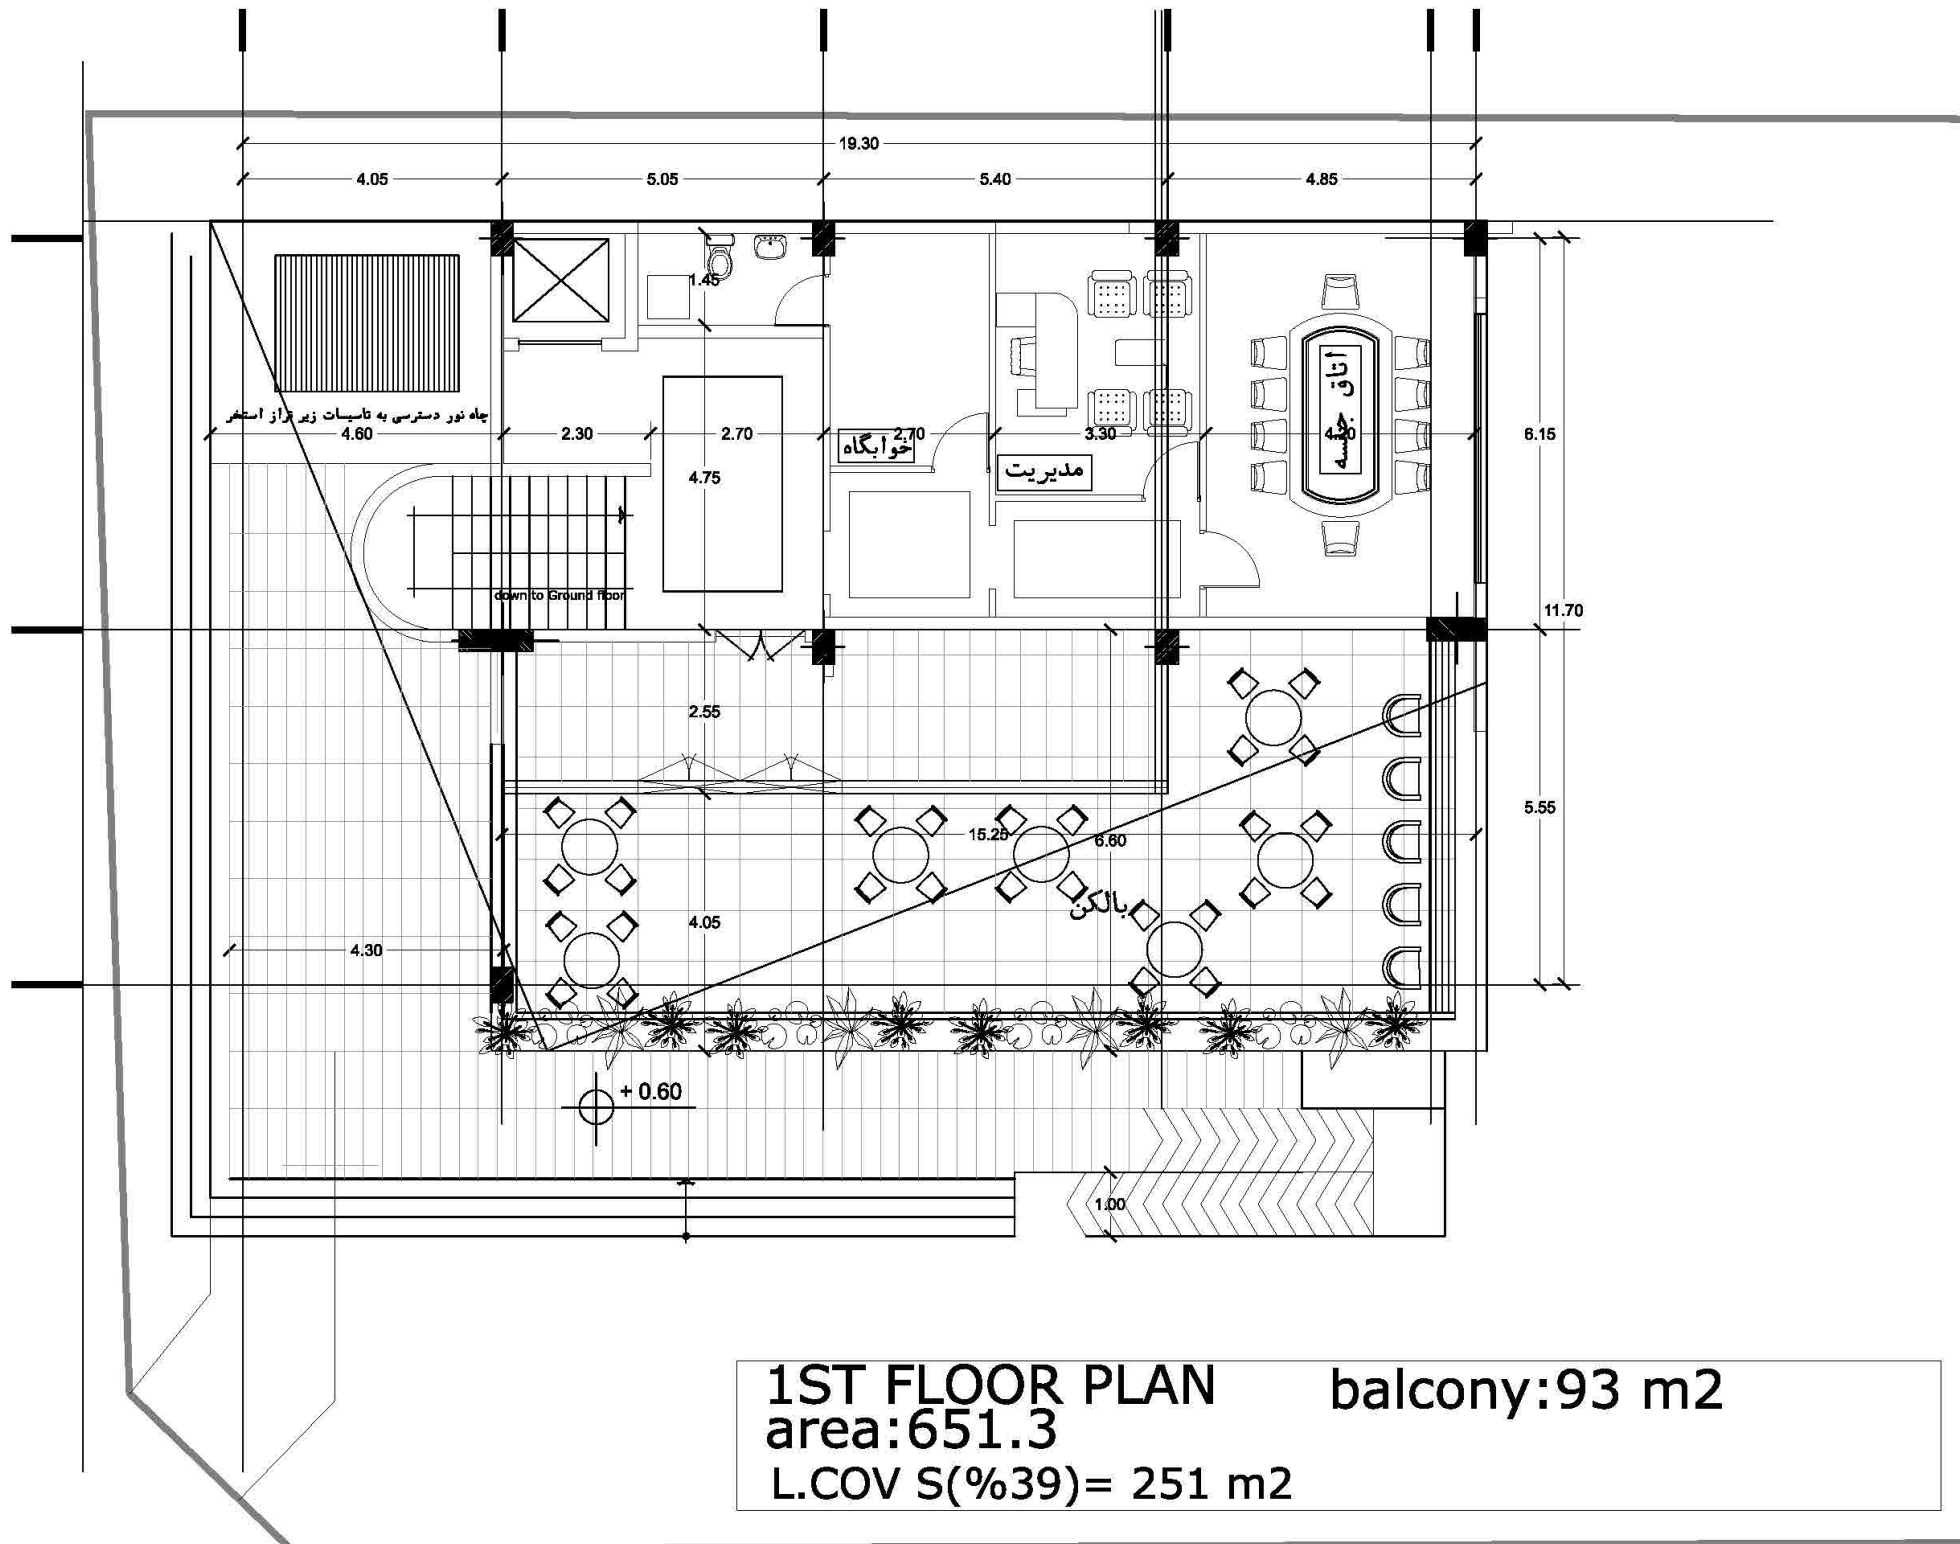 19.30
4.05 5.05 5.40 4.85
1.45
اتاق جلسه
چاه نور دسترسی به تاسیسات زیر تراز استخر
4.60 2.30 2.70 2.70 3.30 4.20 6.15
خوابگاه
مدیریت
4.75
down to Ground floor
11.70
2.55
5.55
15.25 6.60
بالکن
4.05
4.30
+ 0.60
1.00
1ST FLOOR PLAN balcony:93 m2
area:651.3
L.COV S(%39)= 251 m2